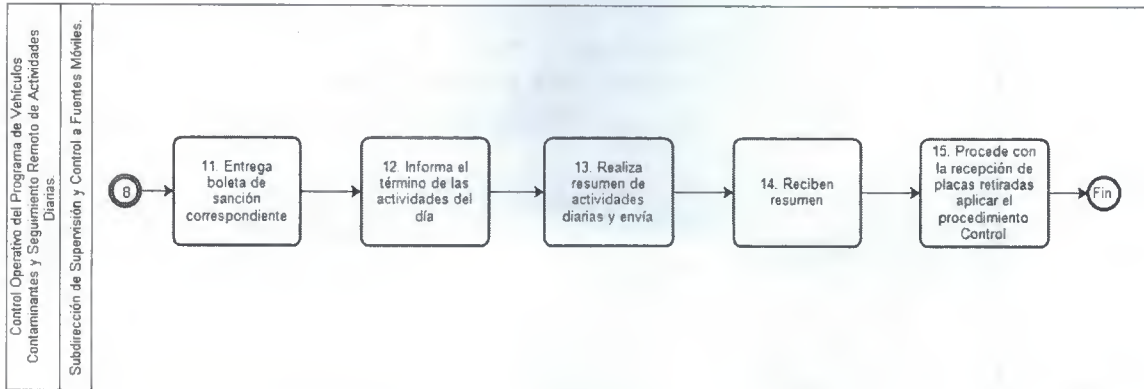 Control Operativo del Programa de Vehículos
Contaminantes y Seguimiento Remoto de Actividades
Diarias.
Subdirección de Supervisión y Control a Fuentes Móviles.
8
11. Entrega
boleta de
sanción
correspondiente
12. Informa el
término de las
actividades del
día
13. Realiza
resumen de
actividades
diarias y envía
14. Reciben
resumen
15. Procede con
la recepción de
placas retiradas
aplicar el
procedimiento
Control
Fin